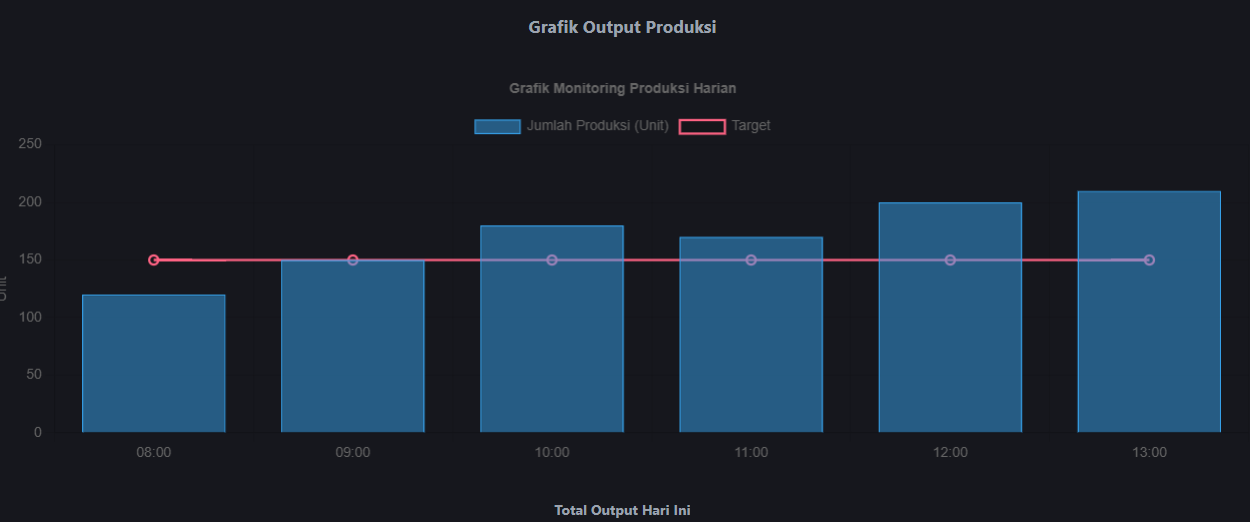 Grafik Output Produksi
Grafik Monitoring Produksi Harian
Jumlah Produksi (Unit) Target
250
200
150
100
50
0
Unit
08:00 09:00 10:00 11:00 12:00 13:00
Total Output Hari Ini